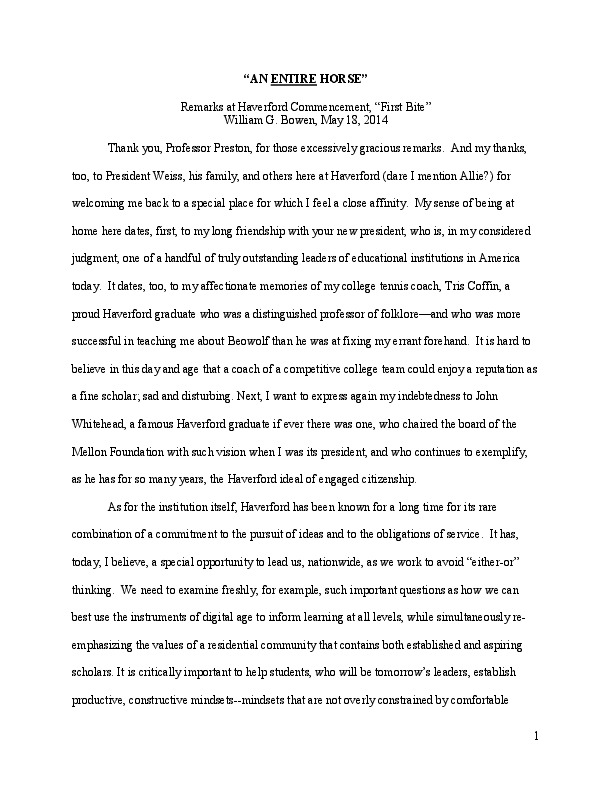 “AN ENTIRE HORSE”
Remarks at Haverford Commencement, “First Bite”
William G. Bowen, May 18, 2014
Thank you, Professor Preston, for those excessively gracious remarks.  And my thanks,
too, to President Weiss, his family, and others here at Haverford (dare I mention Allie?) for
welcoming me back to a special place for which I feel a close affinity.  My sense of being at
home here dates, first, to my long friendship with your new president, who is, in my considered
judgment, one of a handful of truly outstanding leaders of educational institutions in America
today.  It dates, too, to my affectionate memories of my college tennis coach, Tris Coffin, a
proud Haverford graduate who was a distinguished professor of folklore—and who was more
successful in teaching me about Beowolf than he was at fixing my errant forehand.  It is hard to
believe in this day and age that a coach of a competitive college team could enjoy a reputation as
a fine scholar; sad and disturbing. Next, I want to express again my indebtedness to John
Whitehead, a famous Haverford graduate if ever there was one, who chaired the board of the
Mellon Foundation with such vision when I was its president, and who continues to exemplify,
as he has for so many years, the Haverford ideal of engaged citizenship.
As for the institution itself, Haverford has been known for a long time for its rare
combination of a commitment to the pursuit of ideas and to the obligations of service.  It has,
today, I believe, a special opportunity to lead us, nationwide, as we work to avoid “either-or”
thinking.  We need to examine freshly, for example, such important questions as how we can
best use the instruments of digital age to inform learning at all levels, while simultaneously re-
emphasizing the values of a residential community that contains both established and aspiring
scholars. It is critically important to help students, who will be tomorrow’s leaders, establish
productive, constructive mindsets--mindsets that are not overly constrained by comfortable
1